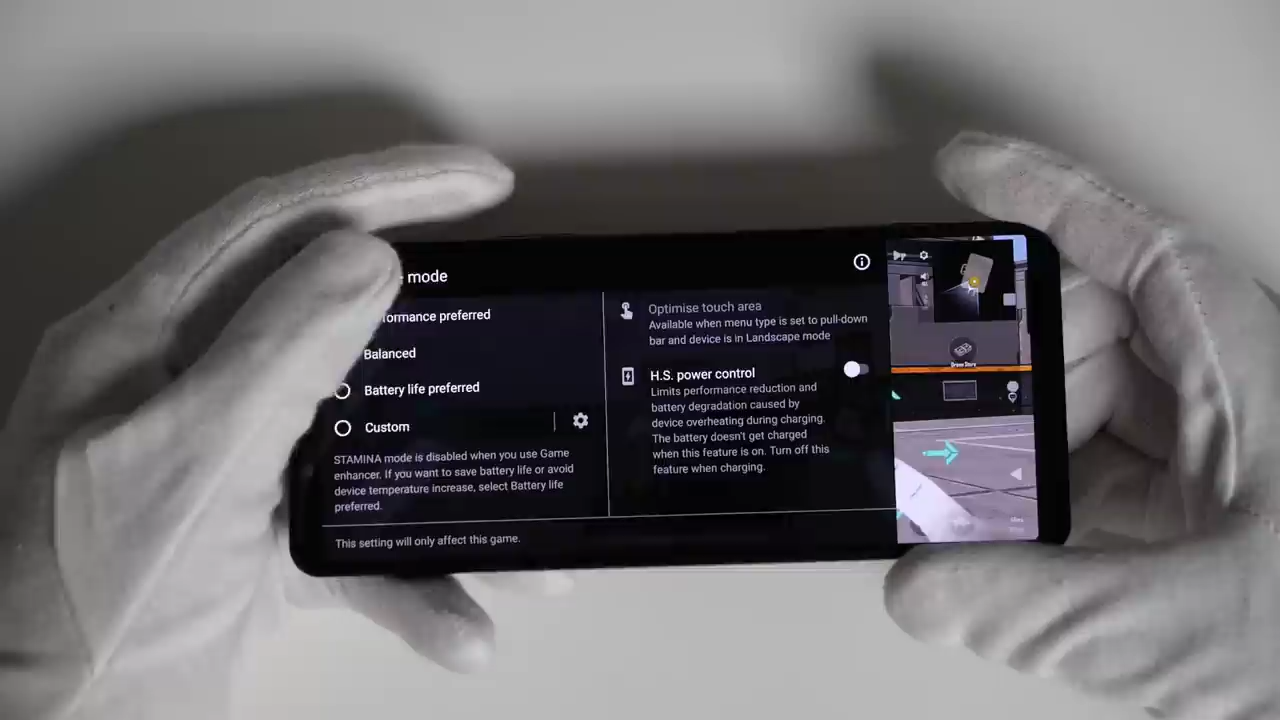 mode
ormance preferred
Balanced
Battery life preferred
Custom
STAMINA mode is disabled when you use Game
enhancer. If you want to save battery life or avoid
device temperature increase, select Battery life
preferred.
This setting will only affect this game.
Optimise touch area
Available when menu type is set to pull-down
bar and device is in Landscape mode
H.S. power control
Limits performance reduction and
battery degradation caused by
device overheating during charging.
The battery doesn't get charged
when this feature is on. Turn off this
feature when charging.